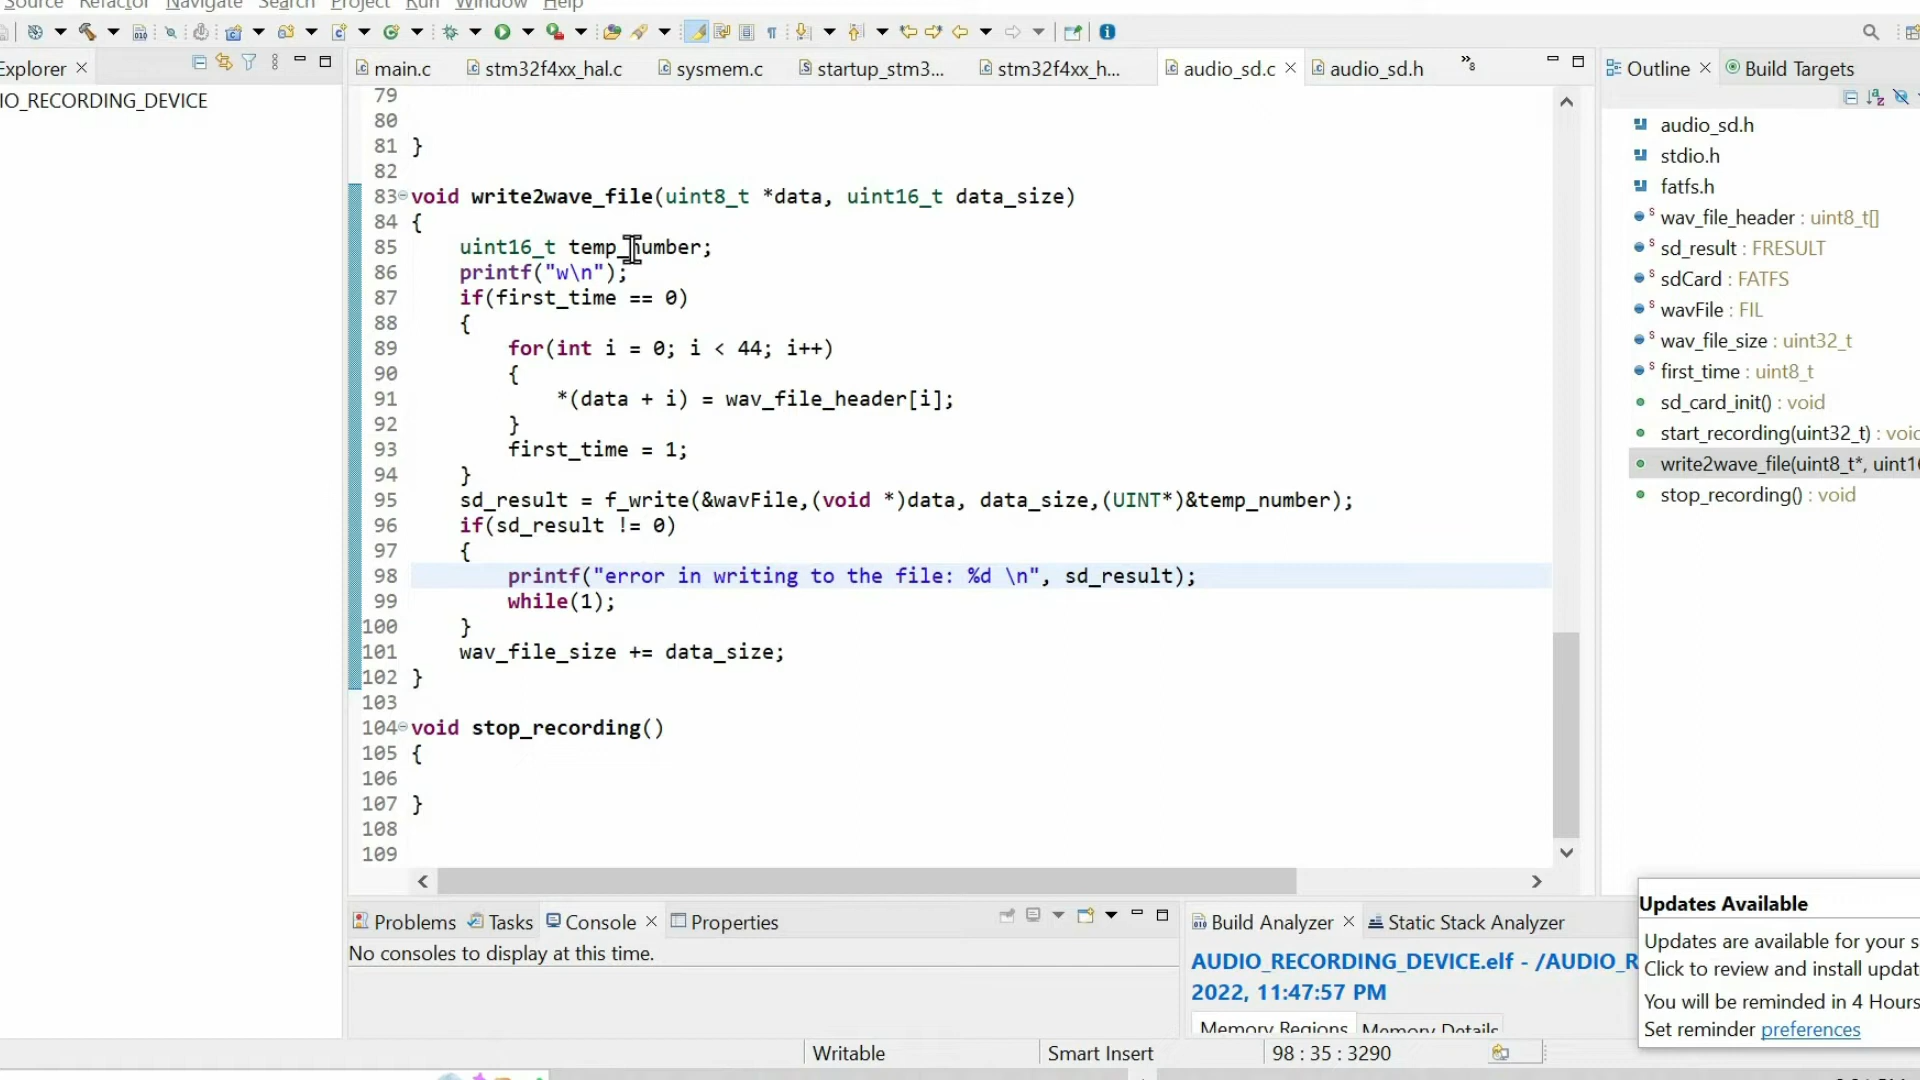 Source Refactor Navigate Search Project Run Window Help
Explorer
main.c stm32f4xx_hal.c sysmem.c startup_stm3... stm32f4xx_h... audio_sd.c audio_sd.h »8
Outline Build Targets
IO_RECORDING_DEVICE
79
80
81 }
82
83 void write2wave_file(uint8_t *data, uint16_t data_size)
84 {
85 uint16_t temp_number;
86 printf("w\n");
87 if(first_time == 0)
88 {
89 for(int i = 0; i < 44; i++)
90 {
91 *(data + i) = wav_file_header[i];
92 }
93 first_time = 1;
94 }
95 sd_result = f_write(&wavFile,(void *)data, data_size,(UINT*)&temp_number);
96 if(sd_result != 0)
97 {
98 printf("error in writing to the file: %d \n", sd_result);
99 while(1);
100 }
101 wav_file_size += data_size;
102 }
103
104 void stop_recording()
105 {
106
107 }
108
109
audio_sd.h
stdio.h
fatfs.h
wav_file_header : uint8_t[]
sd_result : FRESULT
sdCard : FATFS
wavFile : FIL
wav_file_size : uint32_t
first_time : uint8_t
sd_card_init() : void
start_recording(uint32_t) : void
write2wave_file(uint8_t*, uint1
stop_recording() : void
Problems Tasks Console Properties
No consoles to display at this time.
Build Analyzer Static Stack Analyzer
AUDIO_RECORDING_DEVICE.elf - /AUDIO_R
2022, 11:47:57 PM
Memory Regions Memory Details
Updates Available
Updates are available for your s
Click to review and install updat
You will be reminded in 4 Hours
Set reminder preferences
Writable Smart Insert 98 : 35 : 3290